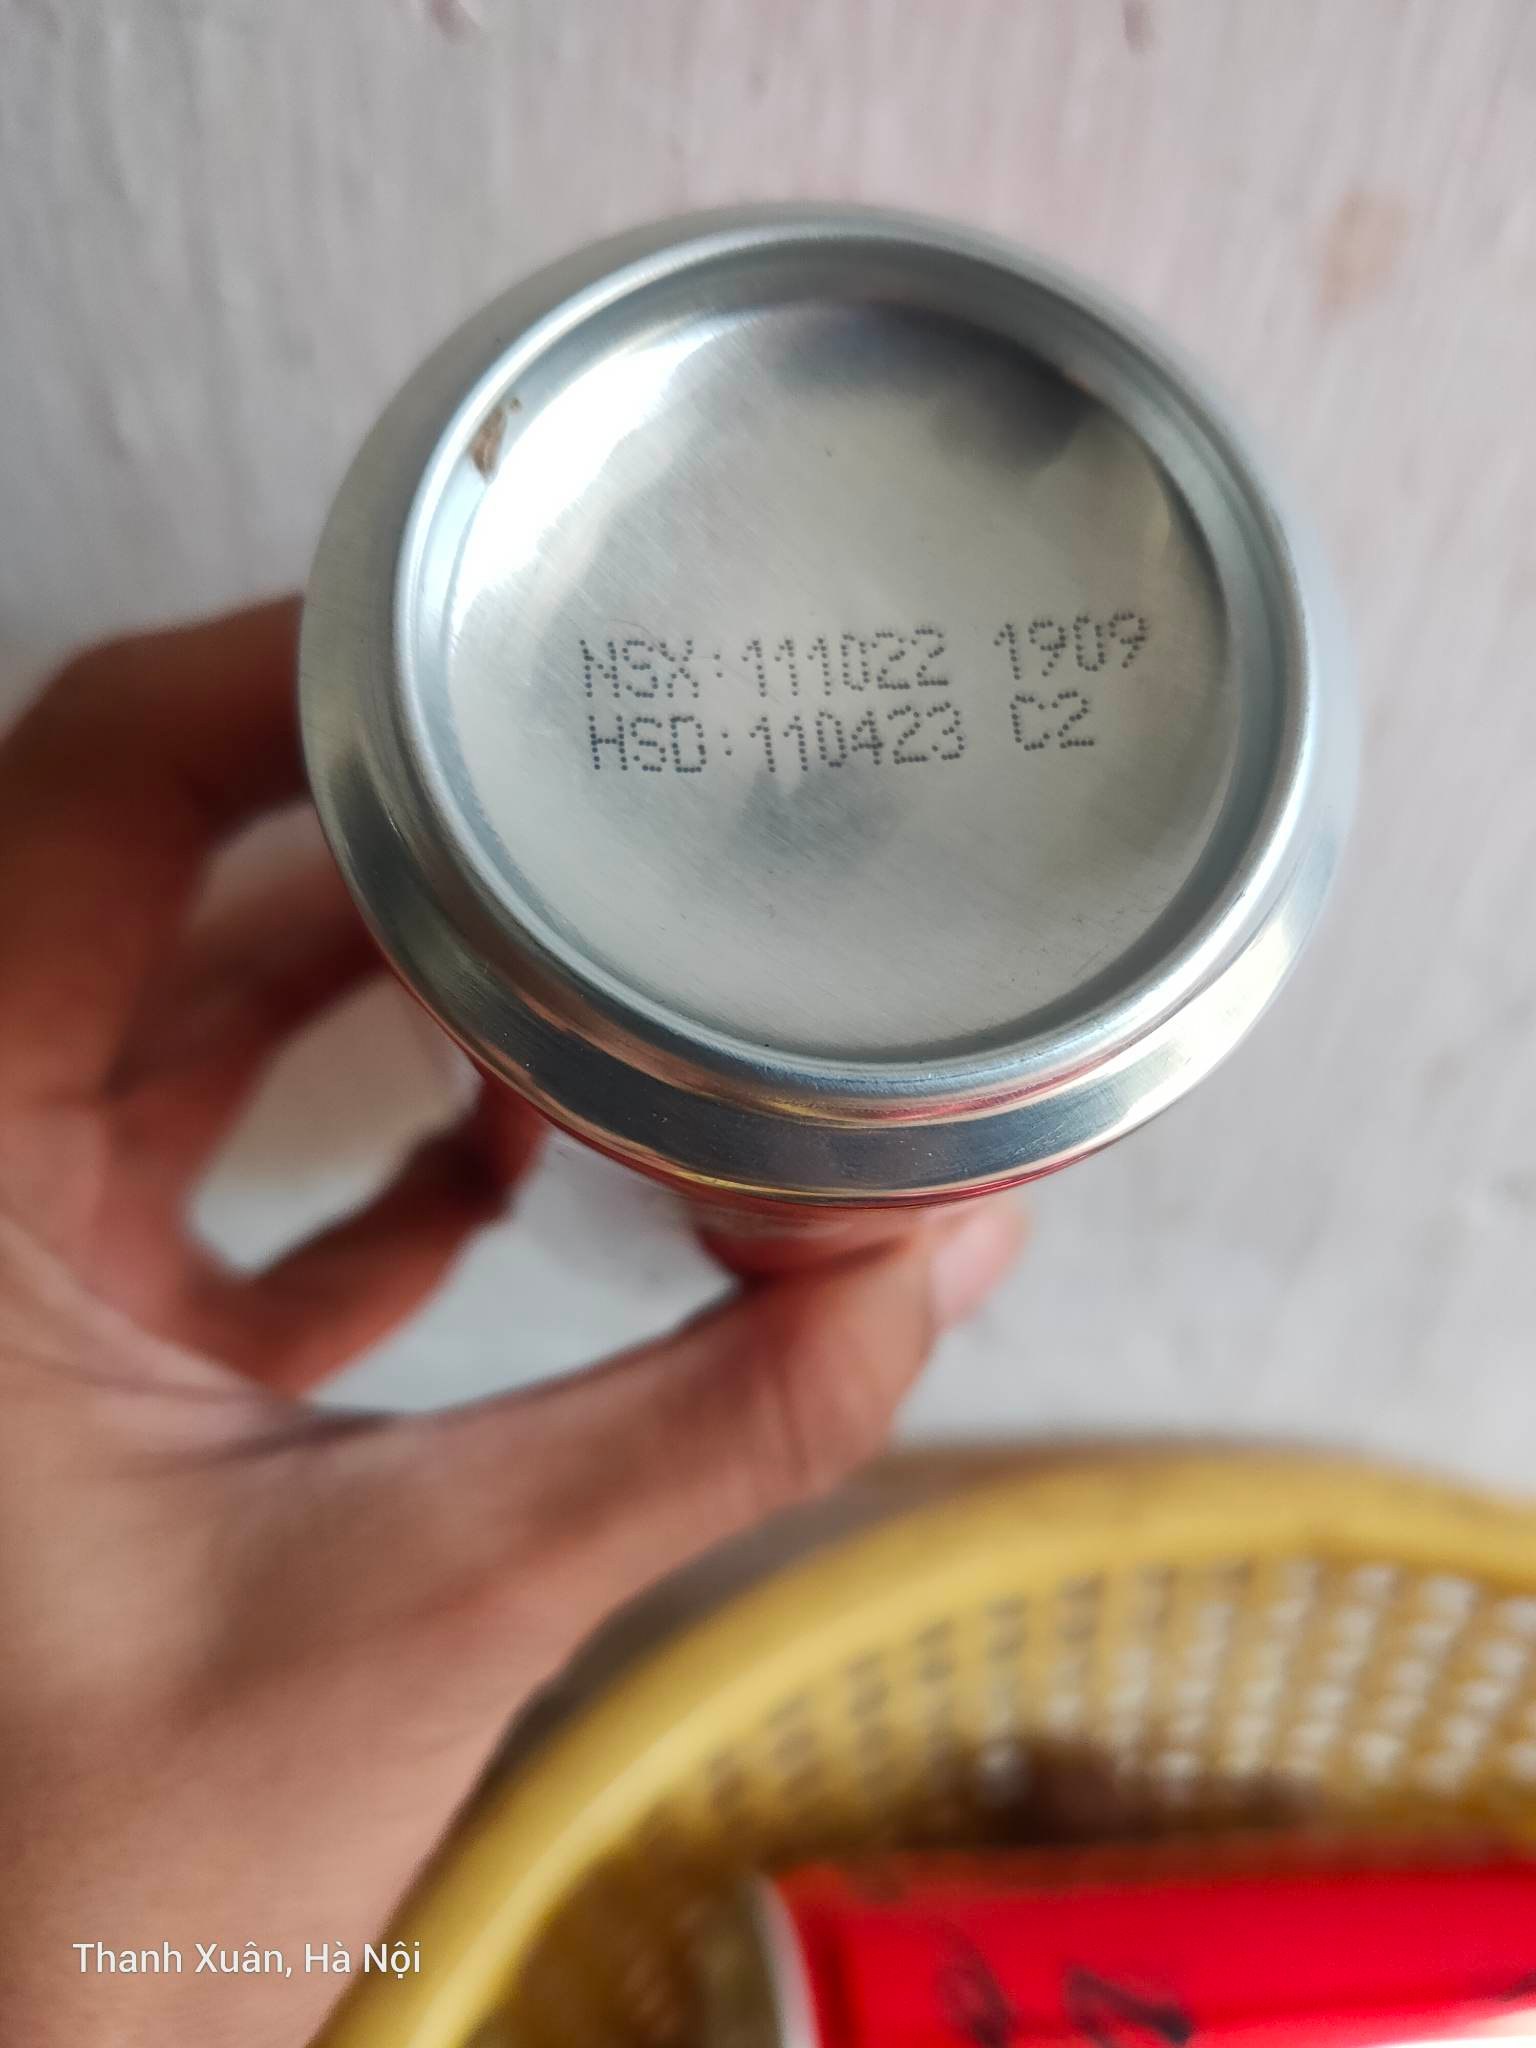 NSX:111022 1909
HSD:110423 C2
Thanh Xuân, Hà Nội